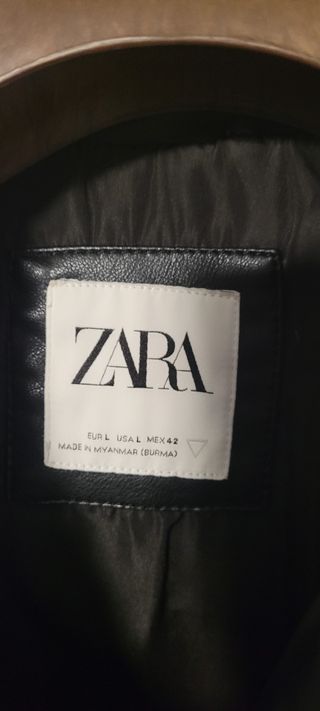 ZARA
EUR L USA L MEX 42
MADE IN MYANMAR (BURMA)